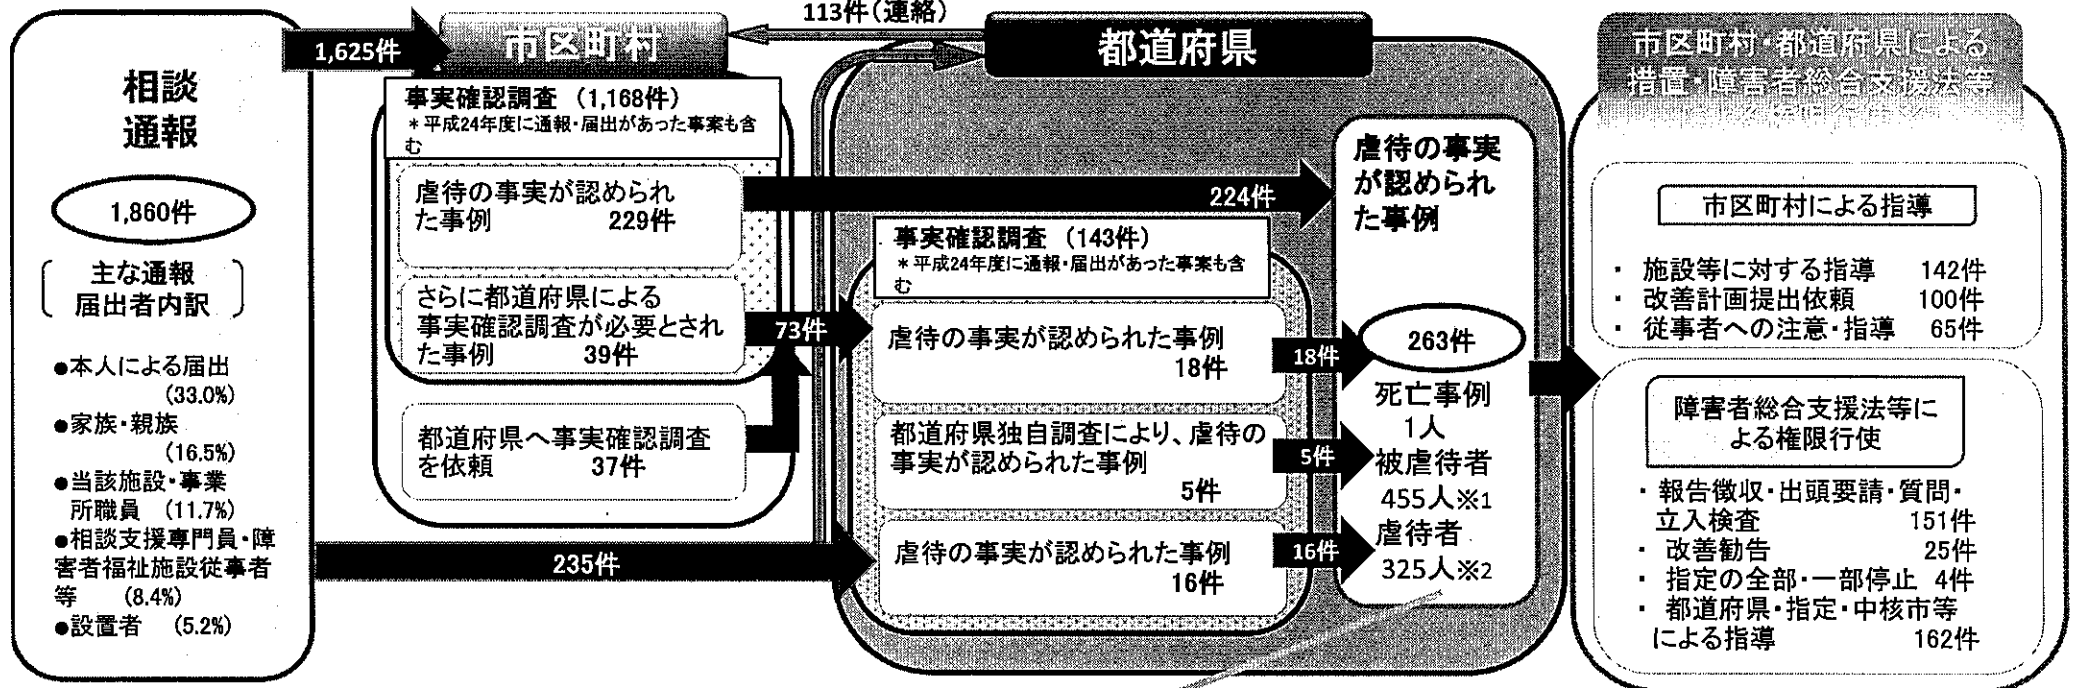 相談
通報
1,860件
主な通報
届出者内訳
●本人による届出
(33.0%)
●家族・親族
(16.5%)
●当該施設・事業
所職員 (11.7%)
●相談支援専門員・障
害者福祉施設従事者
等 (8.4%)
●設置者 (5.2%)
1,625件
235件
市区町村
事実確認調査 (1,168件)
*平成24年度に通報・届出があった事案も含
む
虐待の事実が認められ
た事例 229件
さらに都道府県による
事実確認調査が必要とされ
た事例 39件
都道府県へ事実確認調査
を依頼 37件
73件
113件(連絡)
都道府県
224件
事実確認調査 (143件)
*平成24年度に通報・届出があった事案も含
む
虐待の事実が認められた事例
18件
都道府県独自調査により、虐待の
事実が認められた事例
5件
虐待の事実が認められた事例
16件
18件
5件
16件
虐待の事実
が認められ
た事例
263件
死亡事例
1人
被虐待者
455人※1
虐待者
325人※2
市区町村・都道府県による
措置・障害者総合支援法等
市区町村による指導
・ 施設等に対する指導 142件
・ 改善計画提出依頼 100件
・ 従事者への注意・指導 65件
障害者総合支援法等に
よる権限行使
・報告徴収・出頭要請・質問・
立入検査 151件
・ 改善勧告 25件
・ 指定の全部・一部停止 4件
・ 都道府県・指定・中核市等
による指導 162件